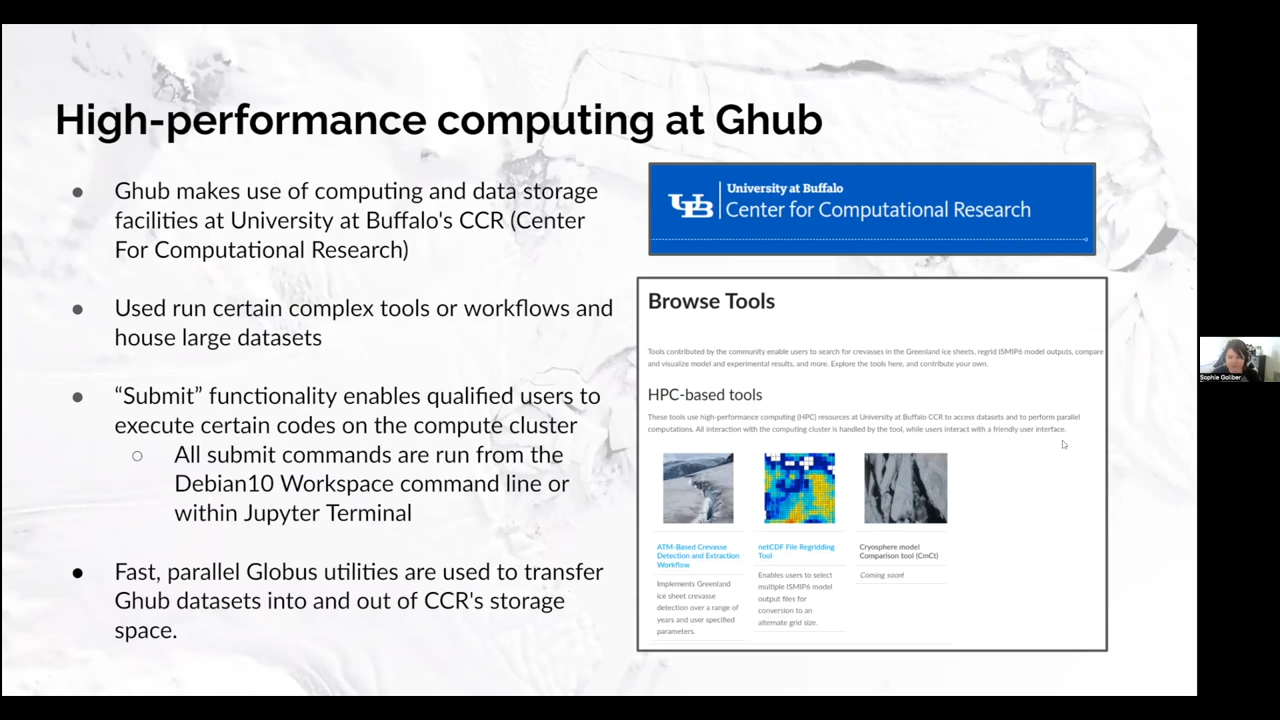 High-performance computing at Ghub
● Ghub makes use of computing and data storage
facilities at University at Buffalo's CCR (Center
For Computational Research)
● Used run certain complex tools or workflows and
house large datasets
● “Submit” functionality enables qualified users to
execute certain codes on the compute cluster
○ All submit commands are run from the
Debian10 Workspace command line or
within Jupyter Terminal
● Fast, parallel Globus utilities are used to transfer
Ghub datasets into and out of CCR's storage
space.
UB
University at Buffalo
Center for Computational Research
Browse Tools
Tools contributed by the community enable users to search for crevasses in the Greenland ice sheets, regrid ISMIP6 model outputs, compare
and visualize model and experimental results, and more. Explore the tools here, and contribute your own.
HPC-based tools
These tools use high-performance computing (HPC) resources at University at Buffalo CCR to access datasets and to perform parallel
computations. All interaction with the computing cluster is handled by the tool, while users interact with a friendly user interface.
ATM-Based Crevasse
Detection and Extraction
Workflow
Implements Greenland
ice sheet crevasse
detection over a range of
years and user specified
parameters.
netCDF File Regridding
Tool
Enables users to select
multiple ISMIP6 model
output files for
conversion to an
alternate grid size.
Cryosphere model
Comparison tool (CmCt)
Coming soon!
Sophie Goliber